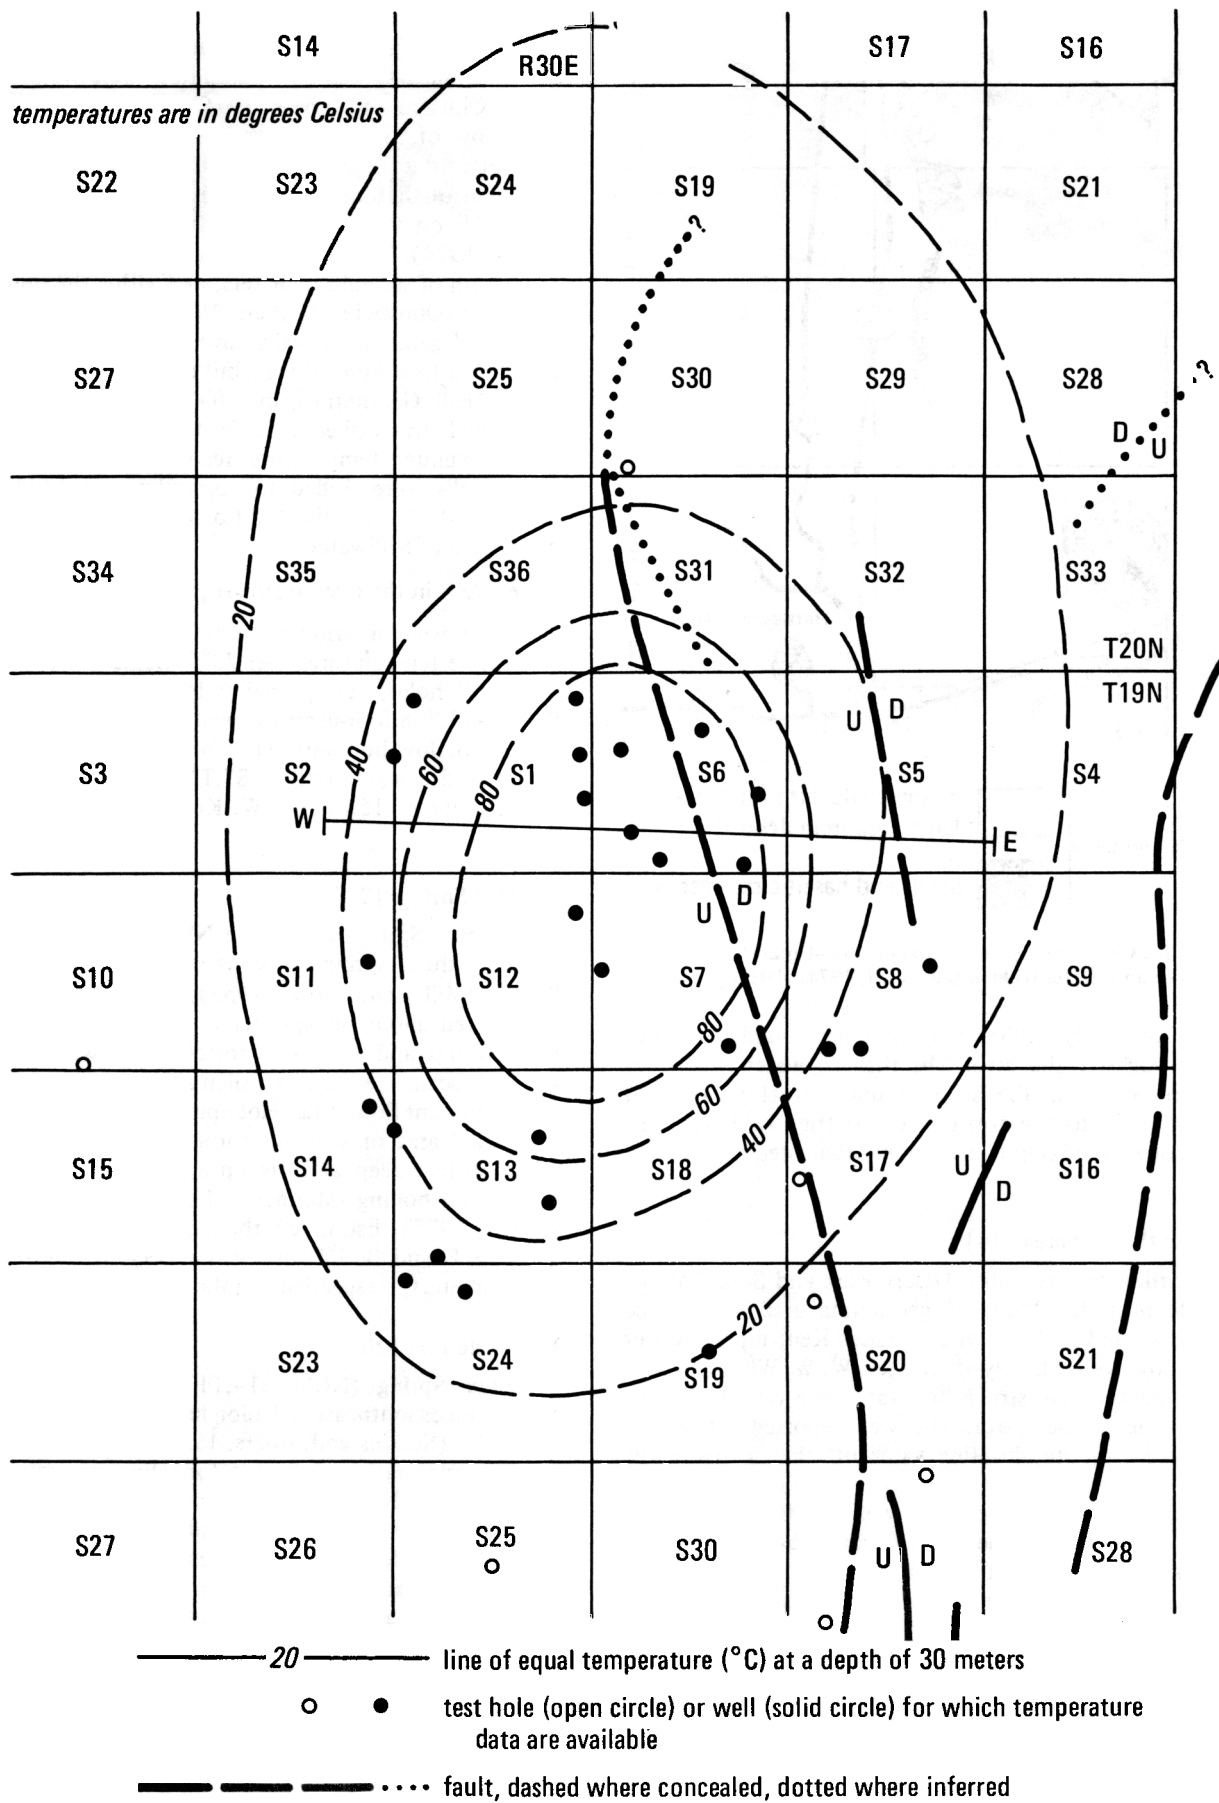 S14 S17 S16
R30E
temperatures are in degrees Celsius
S22 S23 S24 S19 S21
?
S27 S25 S30 S29 S28 ?
D U
S34 S35 S36 S31 S32 S33
20
T20N
T19N
U D
S3 S2 40 60 80 S1 S6 S5 S4
W E
U D
S10 S11 S12 S7 S8 S9
80
60
40
S15 S14 S13 S18 S17 U D S16
20
S23 S24 S19 S20 S21
S27 S26 S25 S30 U D S28
20 line of equal temperature (°C) at a depth of 30 meters
test hole (open circle) or well (solid circle) for which temperature
data are available
fault, dashed where concealed, dotted where inferred